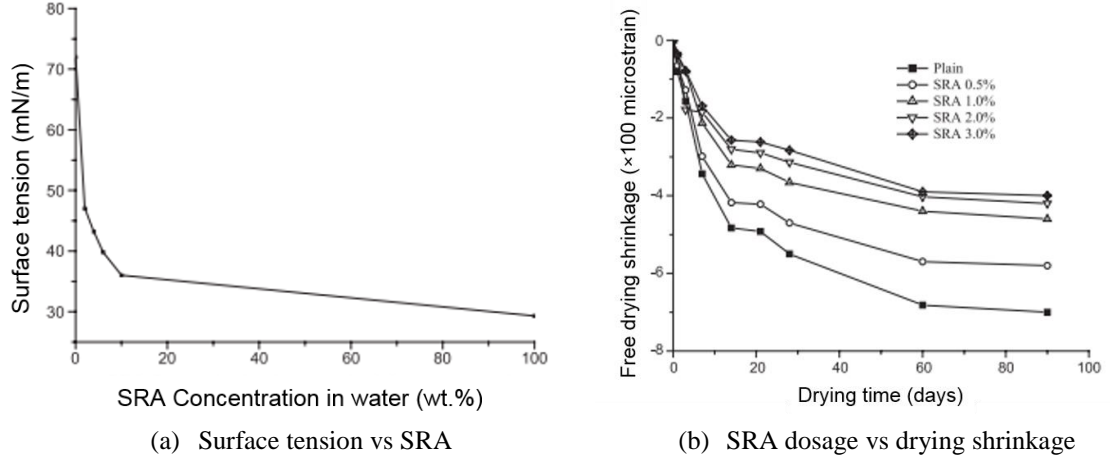 80
70
60
50
40
30
0
20
40
60
80
100
Surface tension (mN/m)
SRA Concentration in water (wt.%)
(a) Surface tension vs SRA
0
-2
-4
-6
-8
0
20
40
60
80
100
Free drying shrinkage (×100 microstrain)
Plain
SRA 0.5%
SRA 1.0%
SRA 2.0%
SRA 3.0%
Drying time (days)
(b) SRA dosage vs drying shrinkage